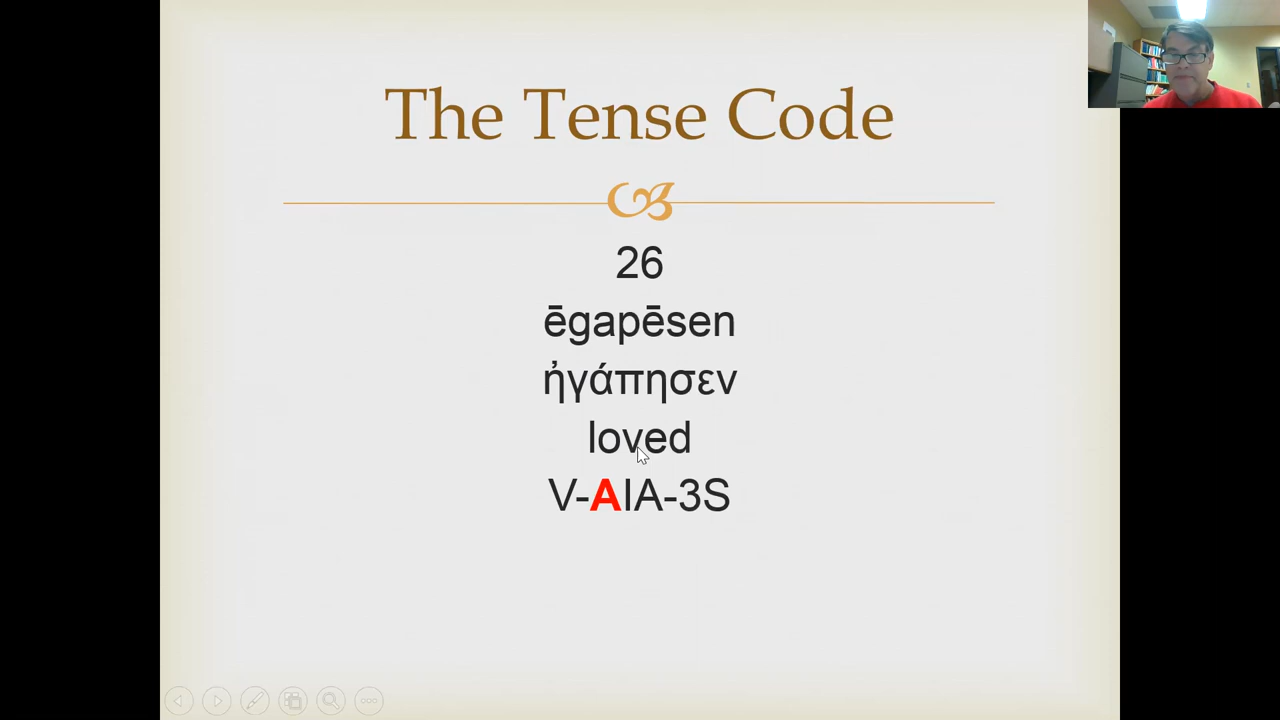 The Tense Code
26
ēgapēsen
ἠγάπησεν
loved
V-AIA-3S